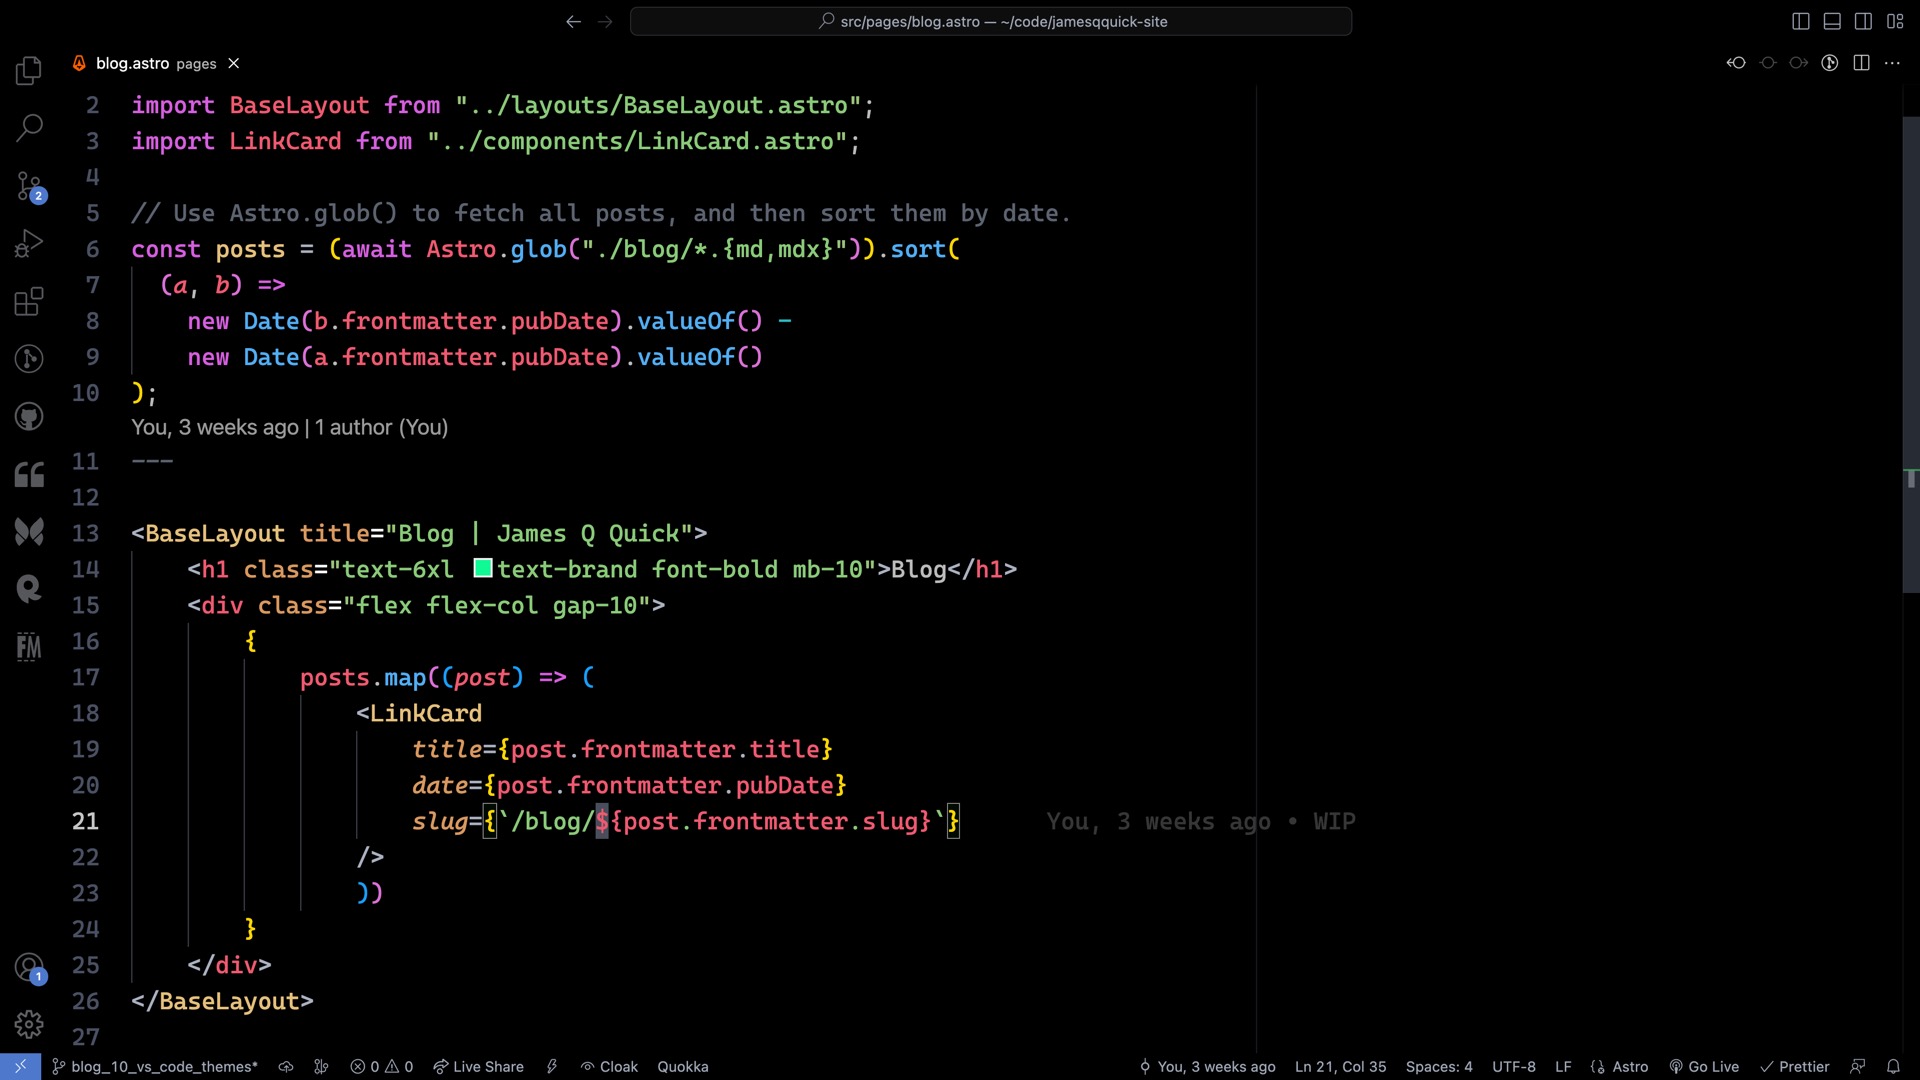 src/pages/blog.astro — ~/code/jamesqquick-site
blog.astro pages
2 import BaseLayout from "../layouts/BaseLayout.astro";
3 import LinkCard from "../components/LinkCard.astro";
4
5 // Use Astro.glob() to fetch all posts, and then sort them by date.
6 const posts = (await Astro.glob("./blog/*.{md,mdx}")).sort(
7 (a, b) =>
8 new Date(b.frontmatter.pubDate).valueOf() -
9 new Date(a.frontmatter.pubDate).valueOf()
10 );
You, 3 weeks ago | 1 author (You)
11 ---
12
13 <BaseLayout title="Blog | James Q Quick">
14 <h1 class="text-6xl text-brand font-bold mb-10">Blog</h1>
15 <div class="flex flex-col gap-10">
16 {
17 posts.map((post) => (
18 <LinkCard
19 title={post.frontmatter.title}
20 date={post.frontmatter.pubDate}
21 slug={`/blog/${post.frontmatter.slug}`} You, 3 weeks ago • WIP
22 />
23 ))
24 }
25 </div>
26 </BaseLayout>
27
2
FM
1
blog_10_vs_code_themes* 0 0 Live Share Cloak Quokka You, 3 weeks ago Ln 21, Col 35 Spaces: 4 UTF-8 LF {} Astro Go Live Prettier